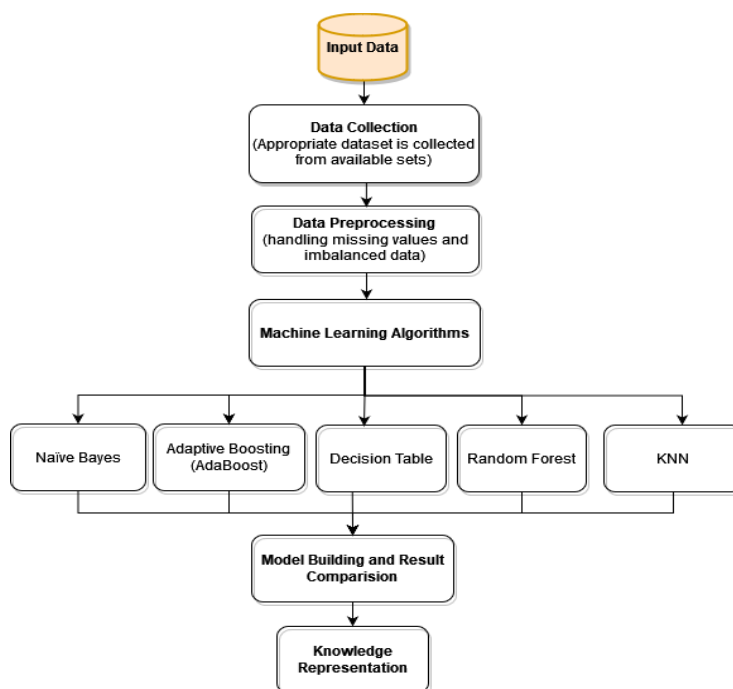 Input Data
Data Collection
(Appropriate dataset is collected
from available sets)
Data Preprocessing
(handling missing values and
imbalanced data)
Machine Learning Algorithms
Naïve Bayes
Adaptive Boosting
(AdaBoost)
Decision Table
Random Forest
KNN
Model Building and Result
Comparision
Knowledge
Representation